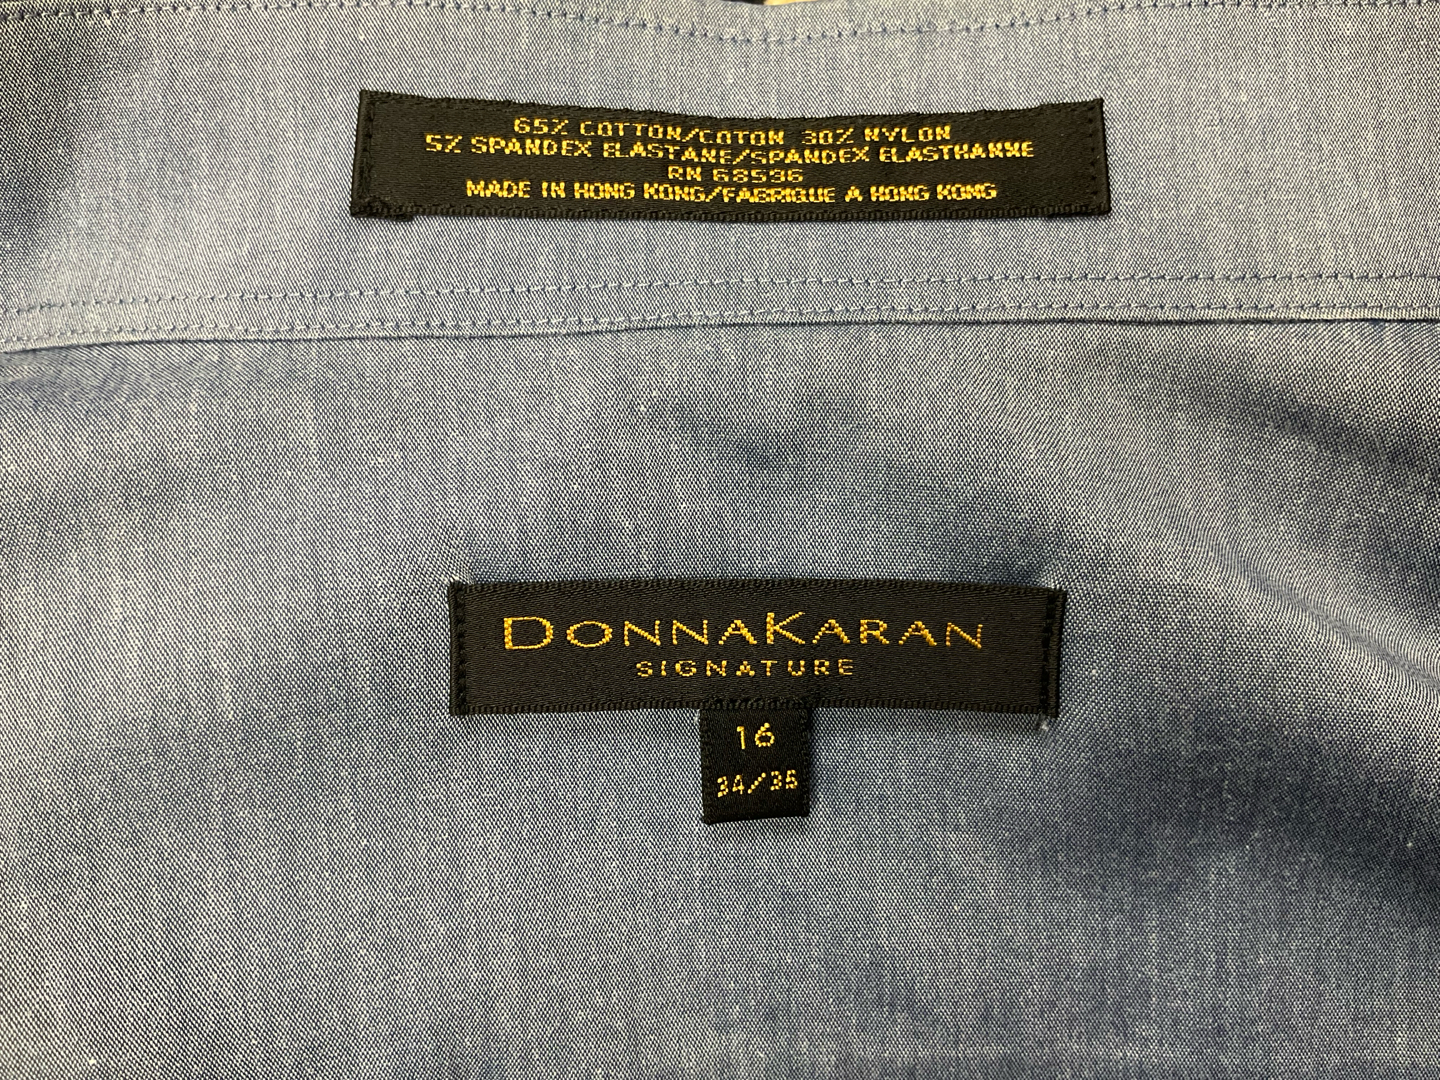 65% COTTON/COTON 30% NYLON
5% SPANDEX ELASTANE/SPANDEX ELASTHANNE
RN 68596
MADE IN HONG KONG/FABRIQUE A HONG KONG
DONNAKARAN
SIGNATURE
16
34/35